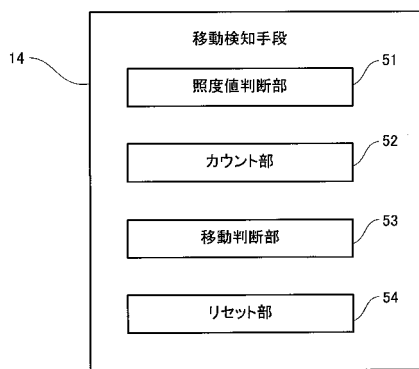 移動検知手段
14
照度値判断部
51
カウント部
52
移動判断部
53
リセット部
54